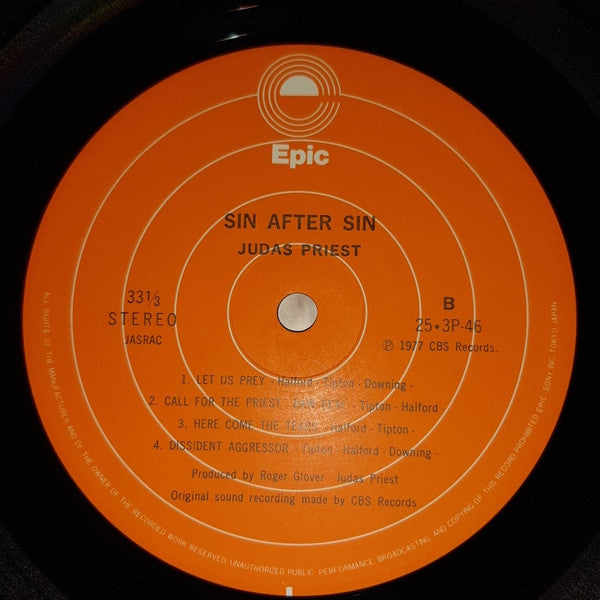 Epic
SIN AFTER SIN
JUDAS PRIEST
33⅓
STEREO
JASRAC
B
25・3P-46
Ⓟ 1977 CBS Records.
1. LET US PREY - Halford - Tipton - Downing -
2. CALL FOR THE PRIEST - Tipton - Halford -
3. HERE COME THE TEARS - Halford - Tipton -
4. DISSIDENT AGGRESSOR - Tipton - Halford - Downing -
Produced by Roger Glover, Judas Priest
Original sound recording made by CBS Records
ALL RIGHTS OF THE MANUFACTURER AND OF THE OWNER OF THE RECORDED WORK RESERVED. UNAUTHORIZED PUBLIC PERFORMANCE, BROADCASTING AND COPYING OF THIS RECORD PROHIBITED EPIC SONY INC. TOKYO JAPAN